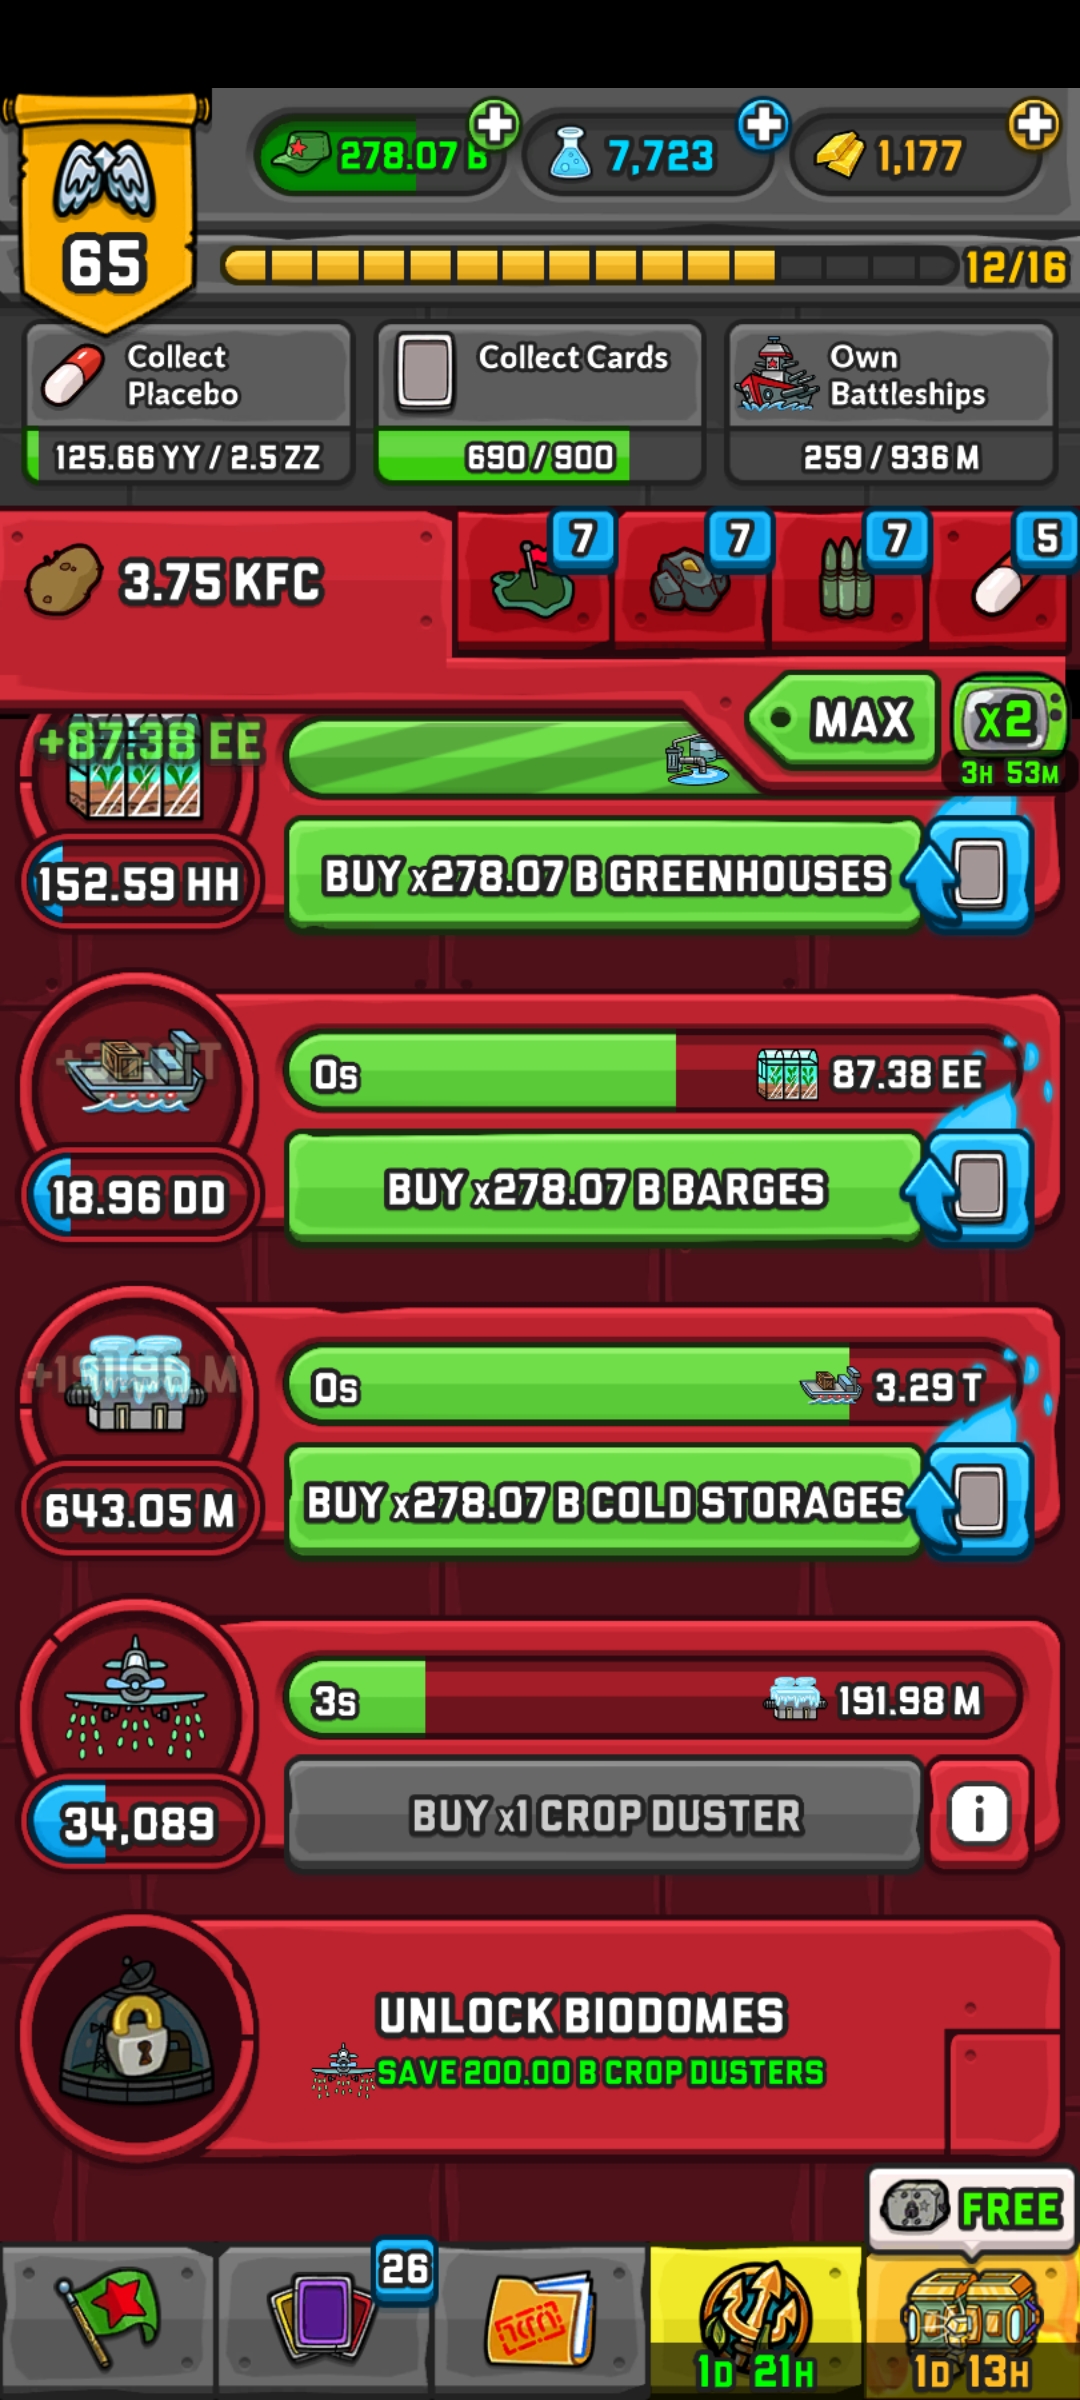 278.07 B
7,723
1,177
65
12/16
Collect
Placebo
125.66 YY / 2.5 ZZ
Collect Cards
690 / 900
Own
Battleships
259 / 936 M
3.75 KFC
7
7
7
5
MAX
x2
3H 53M
+87.38 EE
152.59 HH
BUY x278.07 B GREENHOUSES
0s
87.38 EE
18.96 DD
BUY x278.07 B BARGES
+191.98 M
0s
3.29 T
643.05 M
BUY x278.07 B COLD STORAGES
3s
191.98 M
34,089
BUY x1 CROP DUSTER
i
UNLOCK BIODOMES
SAVE 200.00 B CROP DUSTERS
FREE
26
1D 21H
1D 13H